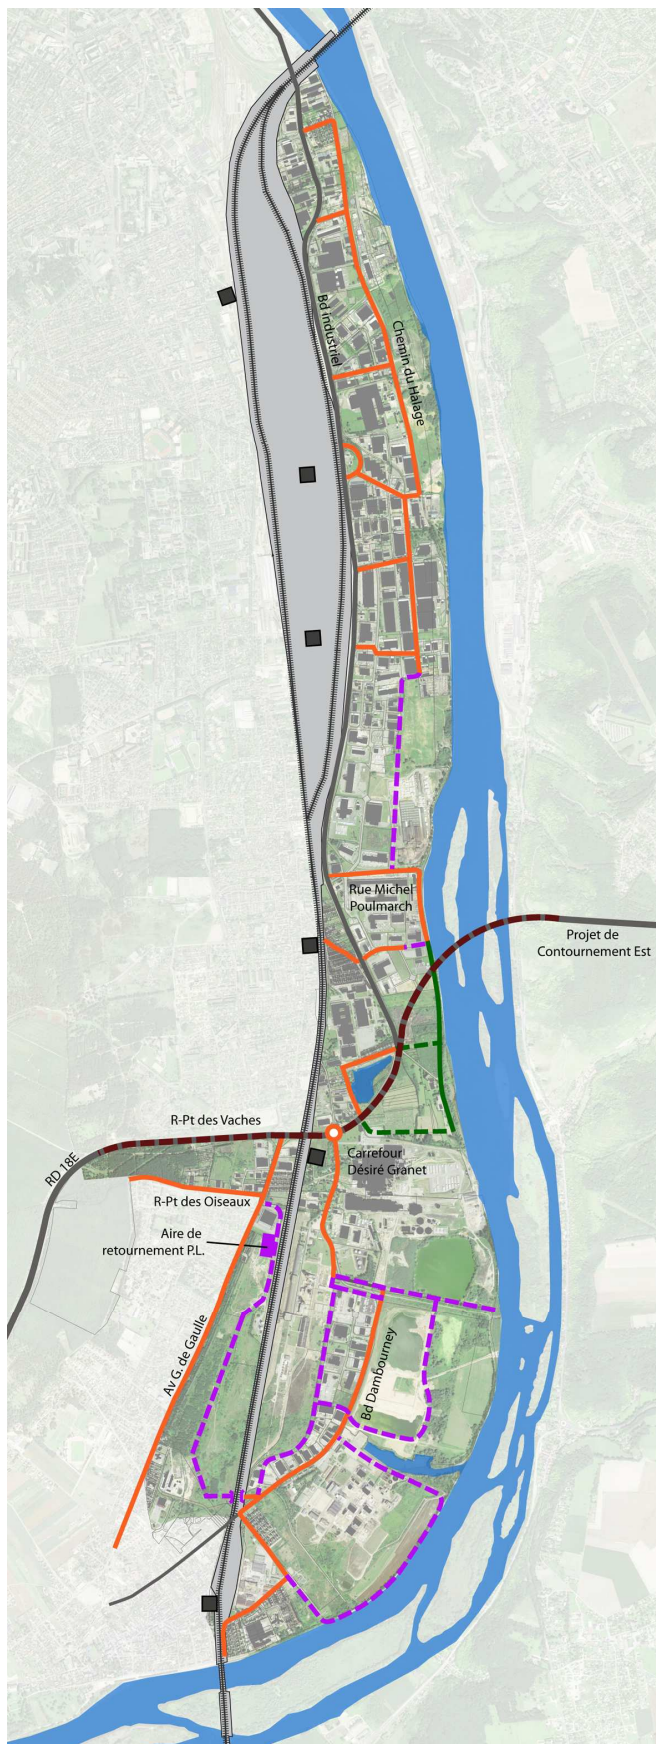 Bd industriel
Chemin du Halage
Rue Michel
Poulmarch
Projet de
Contournement Est
R-Pt des Vaches
Carrefour
Désiré Granet
RD 18E
R-Pt des Oiseaux
Aire de
retournement P.L.
Av G. de Gaulle
Bd Dambourney